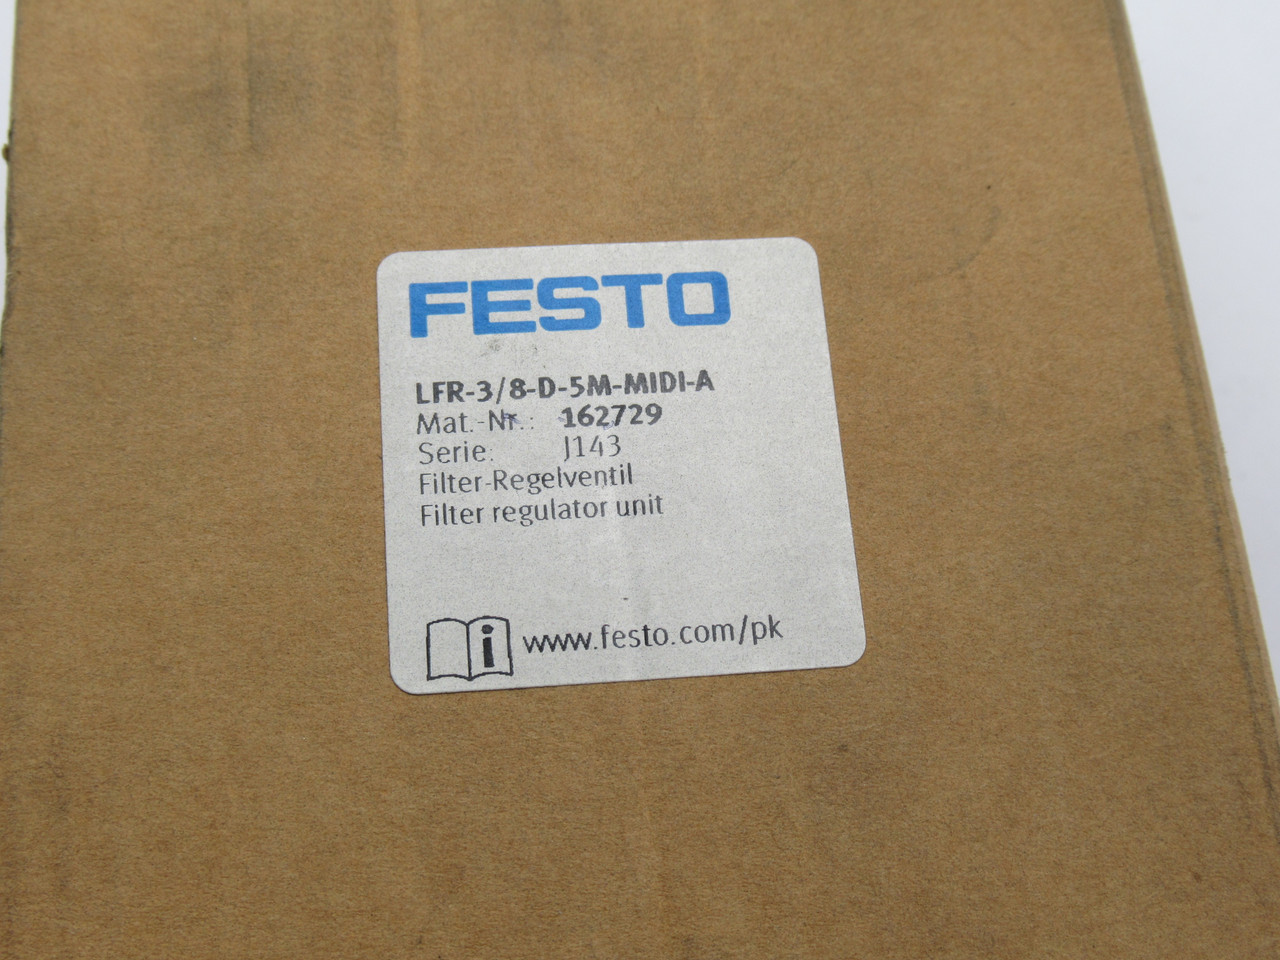 FESTO
LFR-3/8-D-5M-MIDI-A
Mat.-Nr.: 162729
Serie: J143
Filter-Regelventil
Filter regulator unit
i www.festo.com/pk